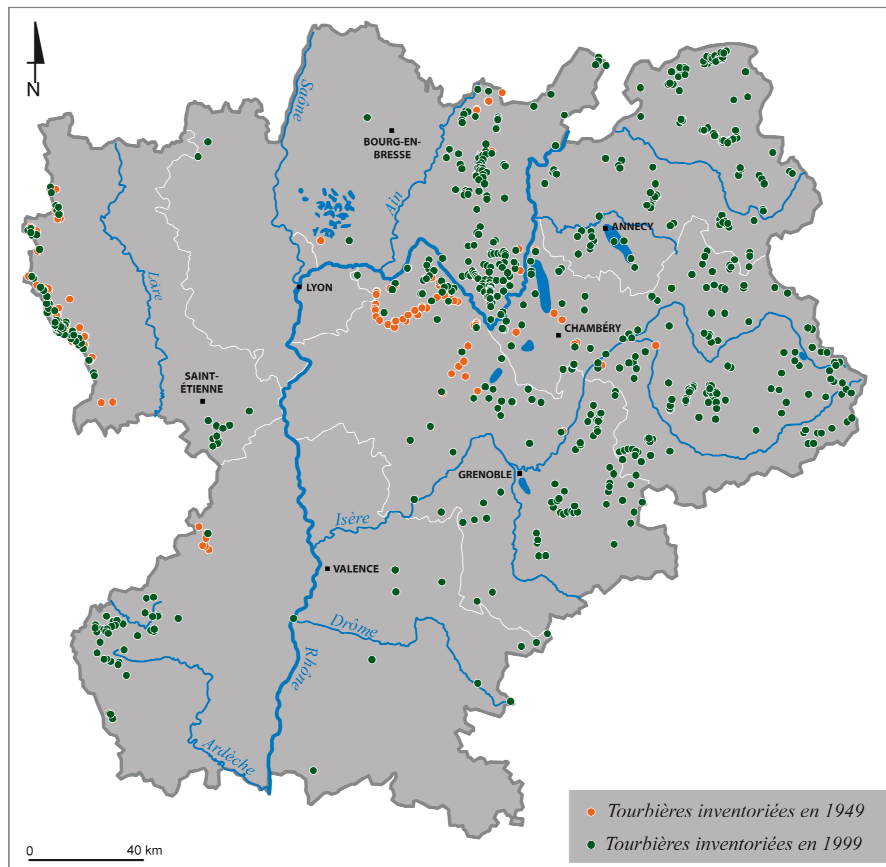 N
Saône
BOURG-EN-
BRESSE
Ain
ANNECY
Loire
LYON
CHAMBÉRY
SAINT-
ÉTIENNE
GRENOBLE
Isère
VALENCE
Drôme
Rhône
Ardèche
Tourbières inventoriées en 1949
Tourbières inventoriées en 1999
0 40 km